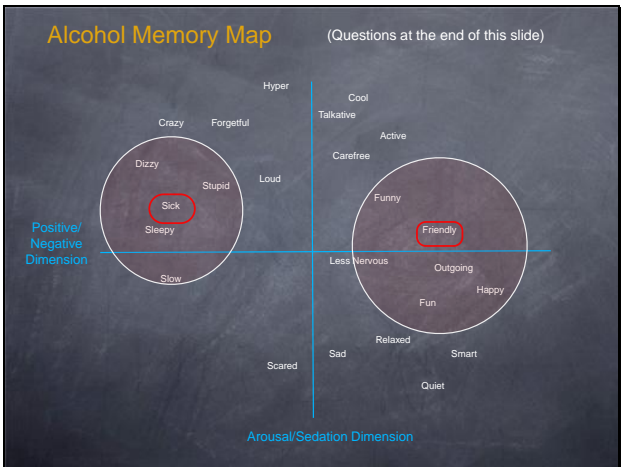 Alcohol Memory Map
(Questions at the end of this slide)
Hyper
Cool
Talkative
Crazy
Forgetful
Active
Carefree
Dizzy
Loud
Stupid
Funny
Sick
Positive/
Negative
Dimension
Sleepy
Friendly
Less Nervous
Outgoing
Slow
Happy
Fun
Relaxed
Sad
Smart
Scared
Quiet
Arousal/Sedation Dimension